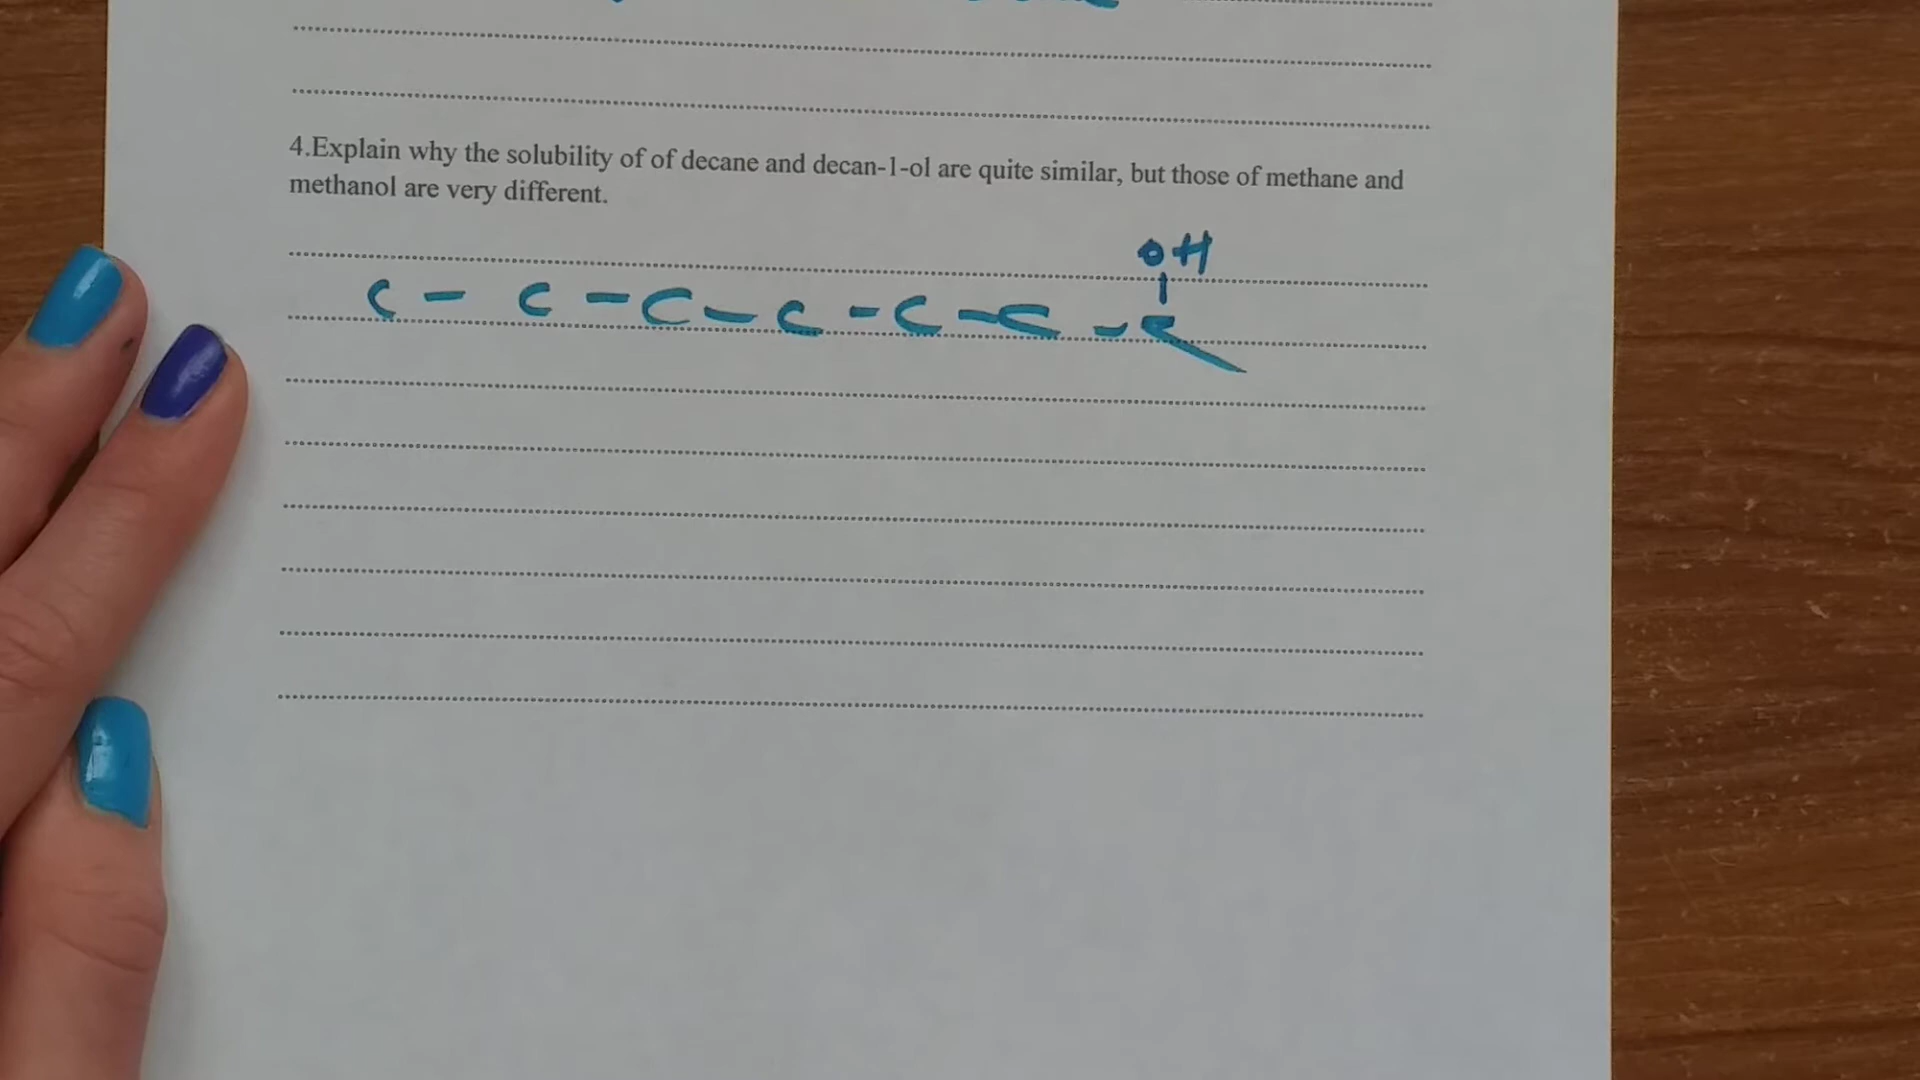 4.Explain why the solubility of of decane and decan-1-ol are quite similar, but those of methane and
methanol are very different.
OH
C - C - C - C - C - C - C